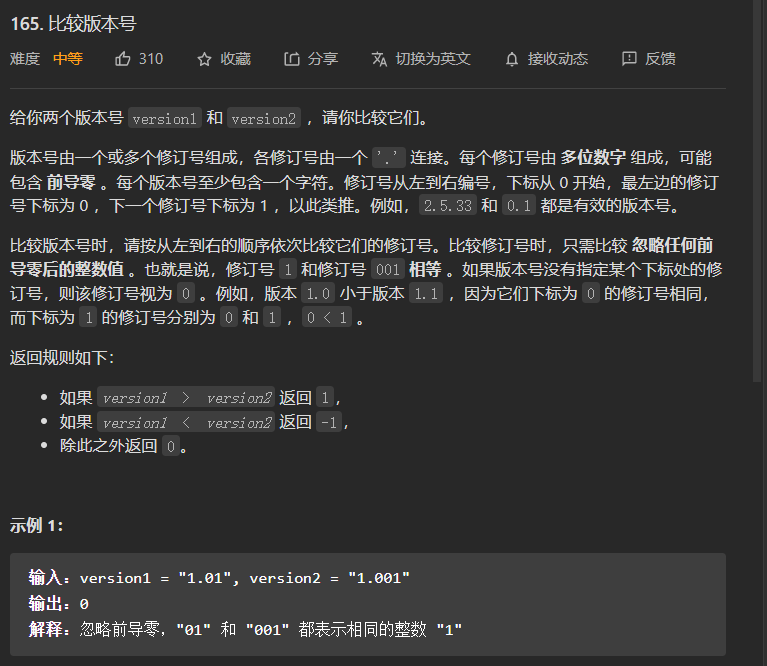 165. 比较版本号
难度 中等 310 收藏 分享 切换为英文 接收动态 反馈
给你两个版本号 version1 和 version2 ，请你比较它们。
版本号由一个或多个修订号组成，各修订号由一个 '.' 连接。每个修订号由 多位数字 组成，可能
包含 前导零 。每个版本号至少包含一个字符。修订号从左到右编号，下标从 0 开始，最左边的修订
号下标为 0 ，下一个修订号下标为 1 ，以此类推。例如，2.5.33 和 0.1 都是有效的版本号。
比较版本号时，请按从左到右的顺序依次比较它们的修订号。比较修订号时，只需比较 忽略任何前
导零后的整数值 。也就是说，修订号 1 和修订号 001 相等 。如果版本号没有指定某个下标处的修
订号，则该修订号视为 0 。例如，版本 1.0 小于版本 1.1 ，因为它们下标为 0 的修订号相同，
而下标为 1 的修订号分别为 0 和 1 ，0 < 1 。
返回规则如下：
• 如果 version1 > version2 返回 1，
• 如果 version1 < version2 返回 -1，
• 除此之外返回 0。
示例 1：
输入：version1 = "1.01", version2 = "1.001"
输出：0
解释：忽略前导零，"01" 和 "001" 都表示相同的整数 "1"